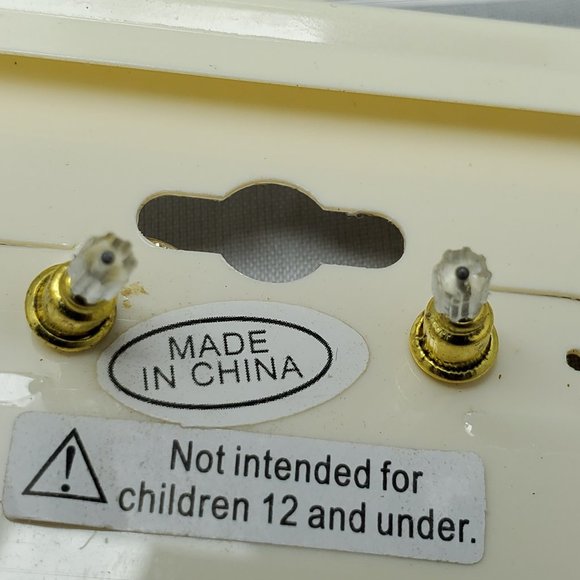 MADE
IN CHINA
Not intended for
children 12 and under.